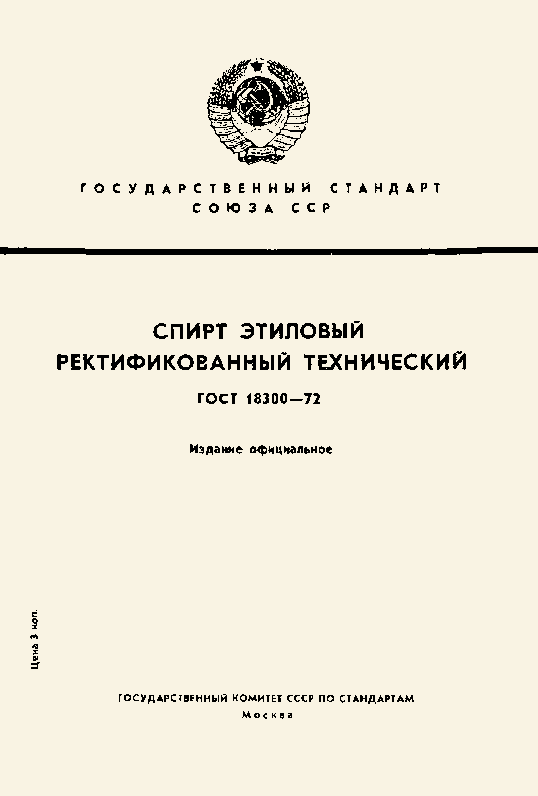 ГОСУДАРСТВЕННЫЙ СТАНДАРТ
СОЮЗА ССР
СПИРТ ЭТИЛОВЫЙ
РЕКТИФИКОВАННЫЙ ТЕХНИЧЕСКИЙ
ГОСТ 18300—72
Издание официальное
Цена 3 коп.
ГОСУДАРСТВЕННЫЙ КОМИТЕТ СССР ПО СТАНДАРТАМ
Москва